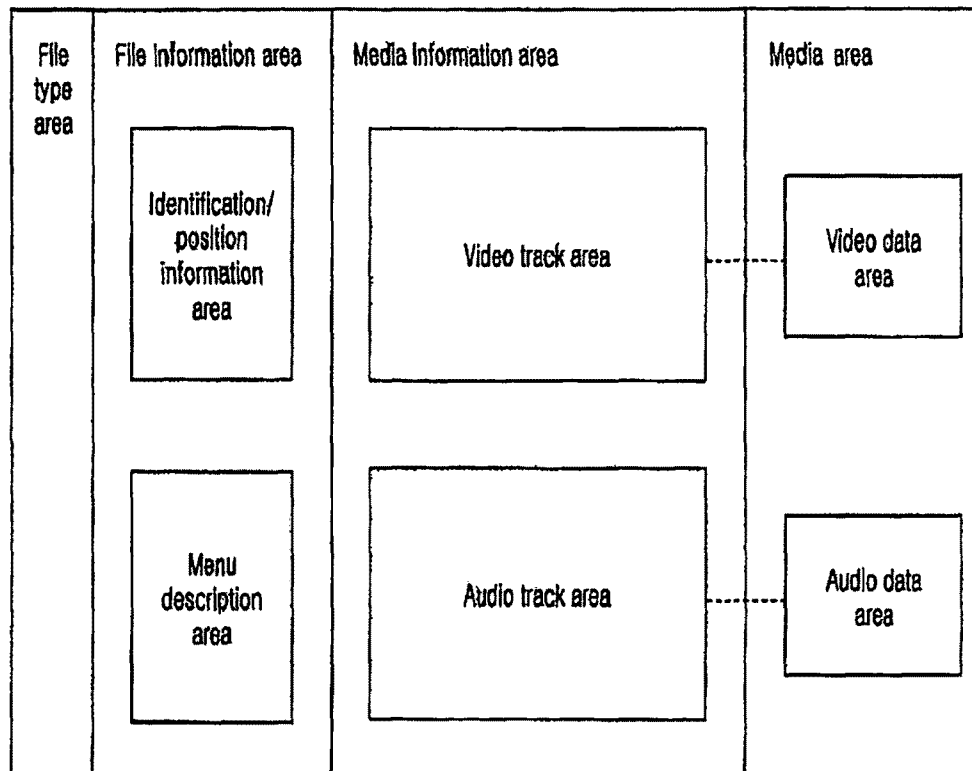 File
type
area
File Information area
Media Information area
Media area
Identification/
position
information
area
Video track area
Video data
area
Menu
description
area
Audio track area
Audio data
area